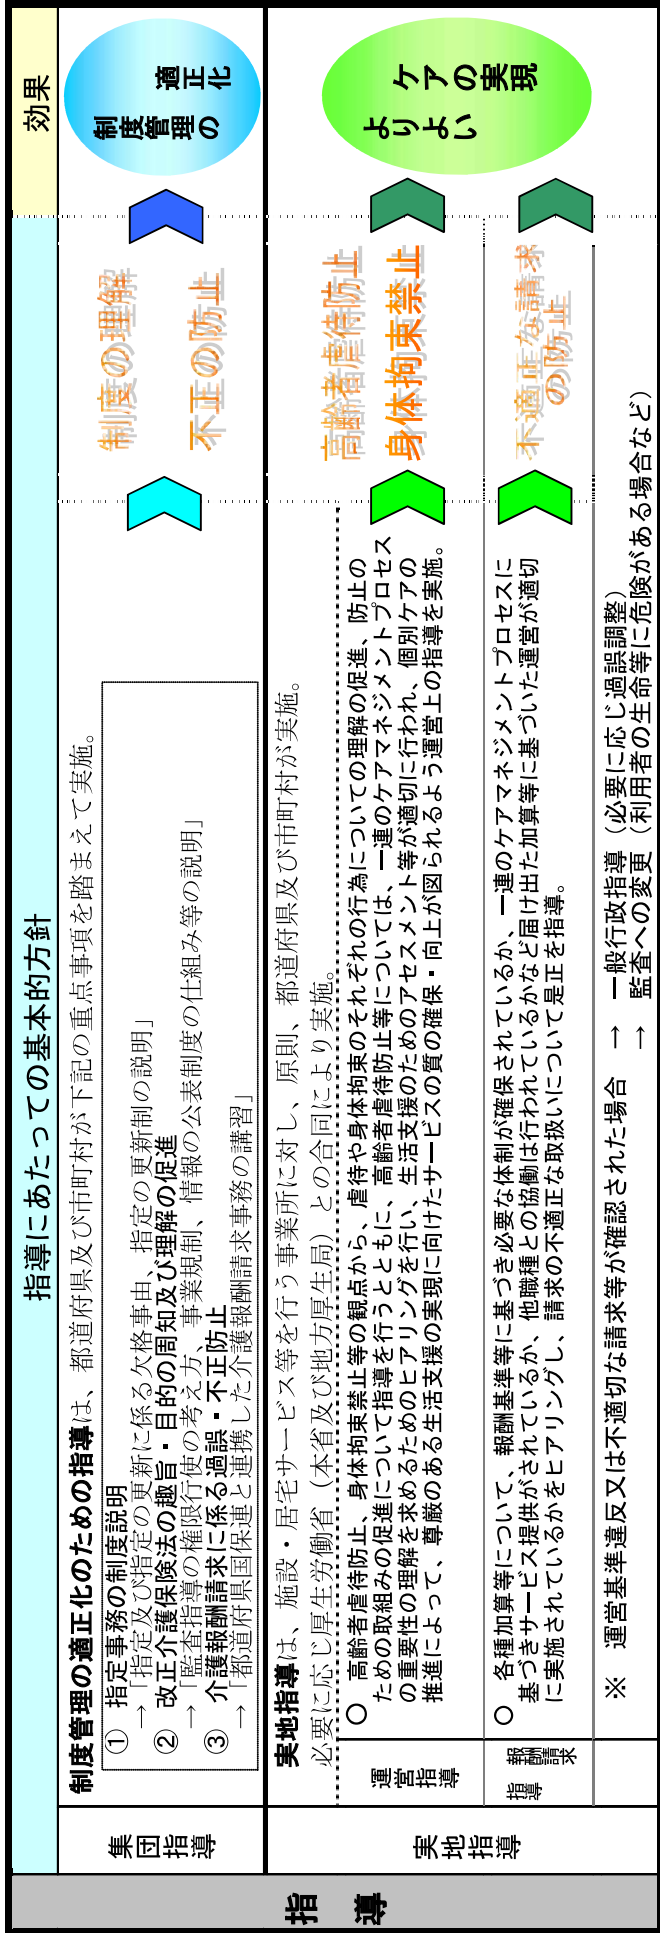 指導にあたっての基本的方針
効果
指導
集団指導
制度管理の適正化のための指導は、都道府県及び市町村が下記の重点事項を踏まえて実施。
① 指定事務の制度説明
→「指定及び指定の更新に係る欠格事由、指定の更新制の説明」
② 改正介護保険法の趣旨・目的の周知及び理解の促進
→「監査指導の権限行使の考え方、事業規制、情報の公表制度の仕組み等の説明」
③ 介護報酬請求に係る過誤・不正防止
→「都道府県国保連と連携した介護報酬請求事務の講習」
制度の理解
不正の防止
制度管理の
適正化
実地指導
実地指導は、施設・居宅サービス等を行う事業所に対し、原則、都道府県及び市町村が実施。
必要に応じ厚生労働省（本省及び地方厚生局）との合同により実施。
運営指導
○ 高齢者虐待防止、身体拘束禁止等の観点から、虐待や身体拘束のそれぞれの行為についての理解の促進、防止の
ための取組みの促進について指導を行うとともに、高齢者虐待防止等については、一連のケアマネジメントプロセス
の重要性の理解を求めるためのヒアリングを行い、生活支援のためのアセスメント等が適切に行われ、個別ケアの
推進によって、尊厳のある生活支援の実現に向けたサービスの質の確保・向上が図られるよう運営上の指導を実施。
高齢者虐待防止
身体拘束禁止
よりよい
ケアの実現
報酬請求
指導
○ 各種加算等について、報酬基準等に基づき必要な体制が確保されているか、一連のケアマネジメントプロセスに
基づきサービス提供がされているか、他職種との協働は行われているかなど届け出た加算等に基づいた運営が適切
に実施されているかをヒアリングし、請求の不適正な取扱いについて是正を指導。
不適正な請求
の防止
※ 運営基準違反又は不適切な請求等が確認された場合 → 一般行政指導（必要に応じ過誤調整）
→ 監査への変更（利用者の生命等に危険がある場合など）